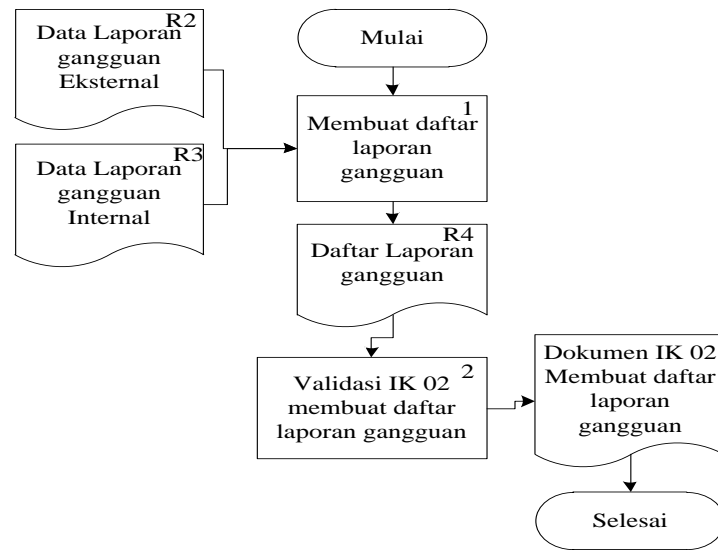 R2
Data Laporan
gangguan
Eksternal
Mulai
R3
Data Laporan
gangguan
Internal
1
Membuat daftar
laporan
gangguan
R4
Daftar Laporan
gangguan
2
Validasi IK 02
membuat daftar
laporan gangguan
Dokumen IK 02
Membuat daftar
laporan
gangguan
Selesai